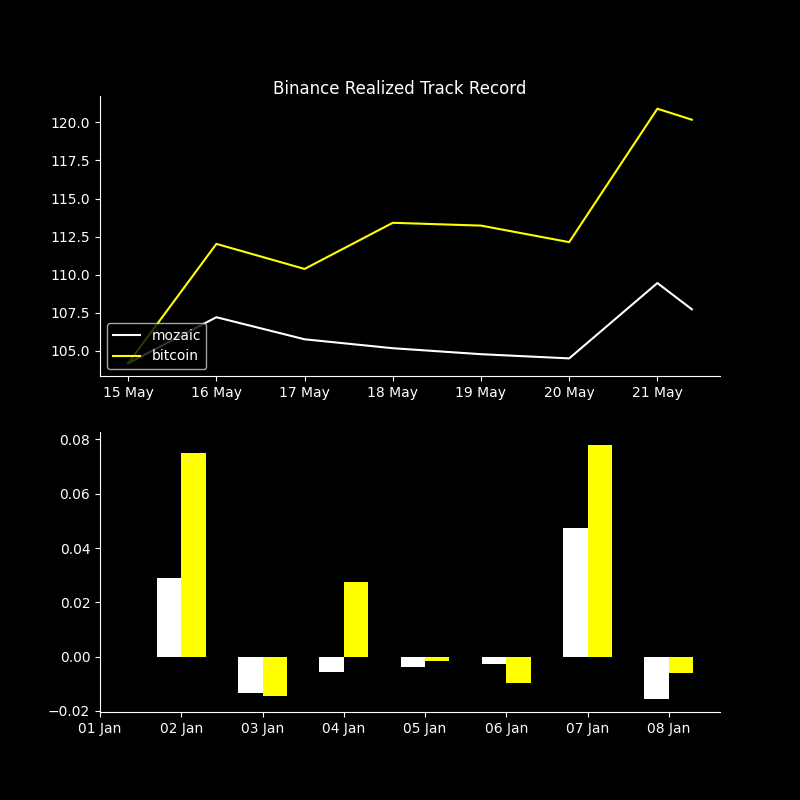 Binance Realized Track Record
120.0
117.5
115.0
112.5
110.0
107.5
105.0
mozaic
bitcoin
15 May 16 May 17 May 18 May 19 May 20 May 21 May
0.08
0.06
0.04
0.02
0.00
−0.02
01 Jan 02 Jan 03 Jan 04 Jan 05 Jan 06 Jan 07 Jan 08 Jan